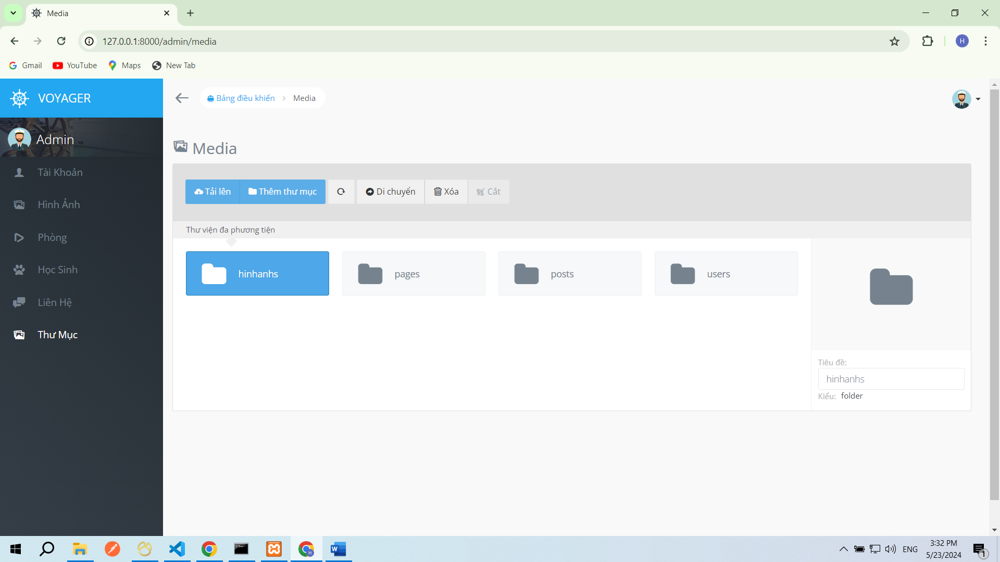 Media
127.0.0.1:8000/admin/media
H
Gmail YouTube Maps New Tab
VOYAGER
Bảng điều khiển Media
Admin
Tài Khoản
Hình Ảnh
Phòng
Học Sinh
Liên Hệ
Thư Mục
Media
Tải lên Thêm thư mục Di chuyển Xóa Cắt
Thư viện đa phương tiện
hinhanhs pages posts users
Tiêu đề:
hinhanhs
Kiểu: folder
ENG
3:32 PM
5/23/2024
1